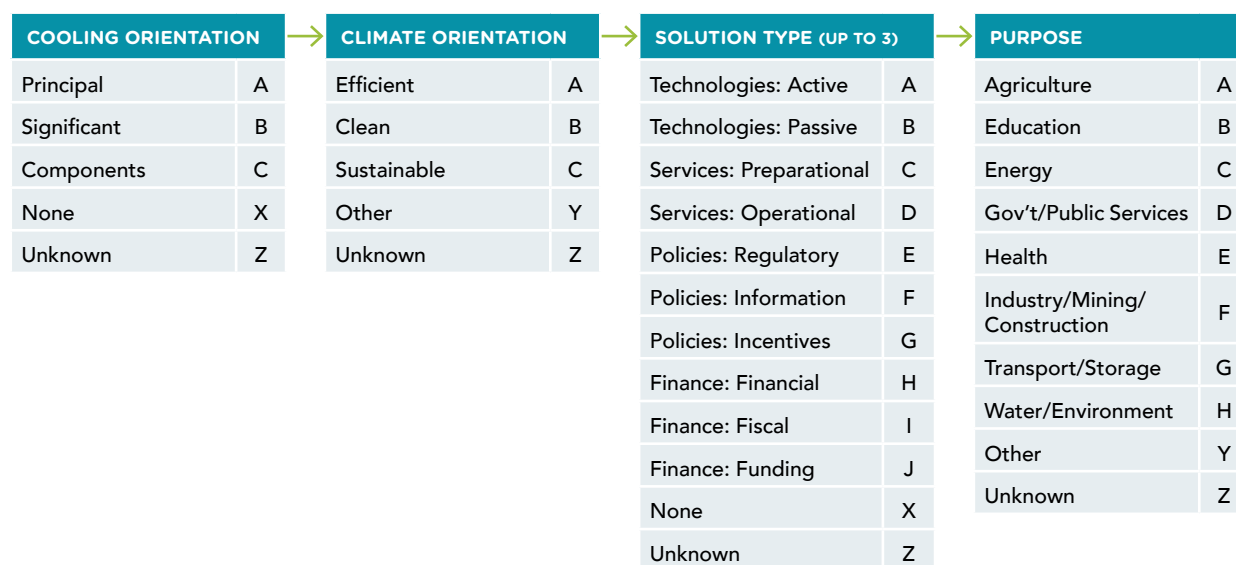 COOLING ORIENTATION
Principal A
Significant B
Components C
None X
Unknown Z
CLIMATE ORIENTATION
Efficient A
Clean B
Sustainable C
Other Y
Unknown Z
SOLUTION TYPE (UP TO 3)
Technologies: Active A
Technologies: Passive B
Services: Preparational C
Services: Operational D
Policies: Regulatory E
Policies: Information F
Policies: Incentives G
Finance: Financial H
Finance: Fiscal I
Finance: Funding J
None X
Unknown Z
PURPOSE
Agriculture A
Education B
Energy C
Gov't/Public Services D
Health E
Industry/Mining/
Construction F
Transport/Storage G
Water/Environment H
Other Y
Unknown Z